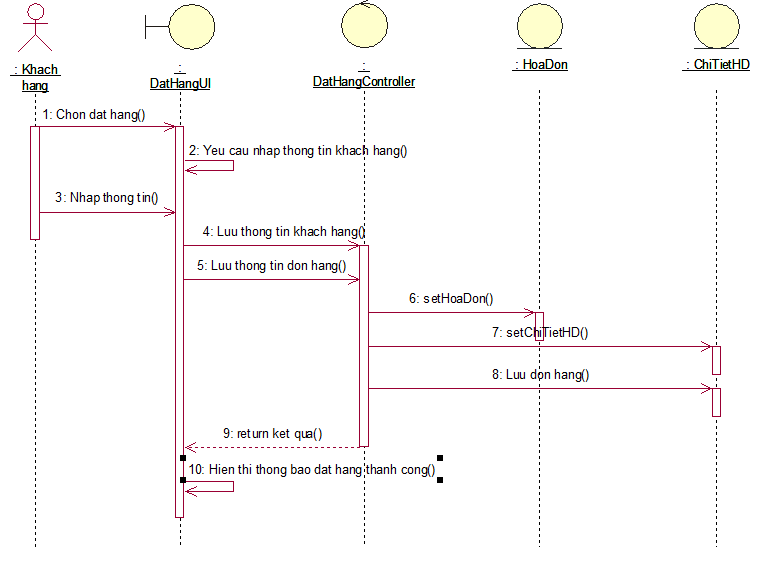 : Khach
hang
:
DatHangUI
:
DatHangController
: HoaDon
: ChiTietHD
1: Chon dat hang()
2: Yeu cau nhap thong tin khach hang()
3: Nhap thong tin()
4: Luu thong tin khach hang()
5: Luu thong tin don hang()
6: setHoaDon()
7: setChiTietHD()
8: Luu don hang()
9: return ket qua()
10: Hien thi thong bao dat hang thanh cong()